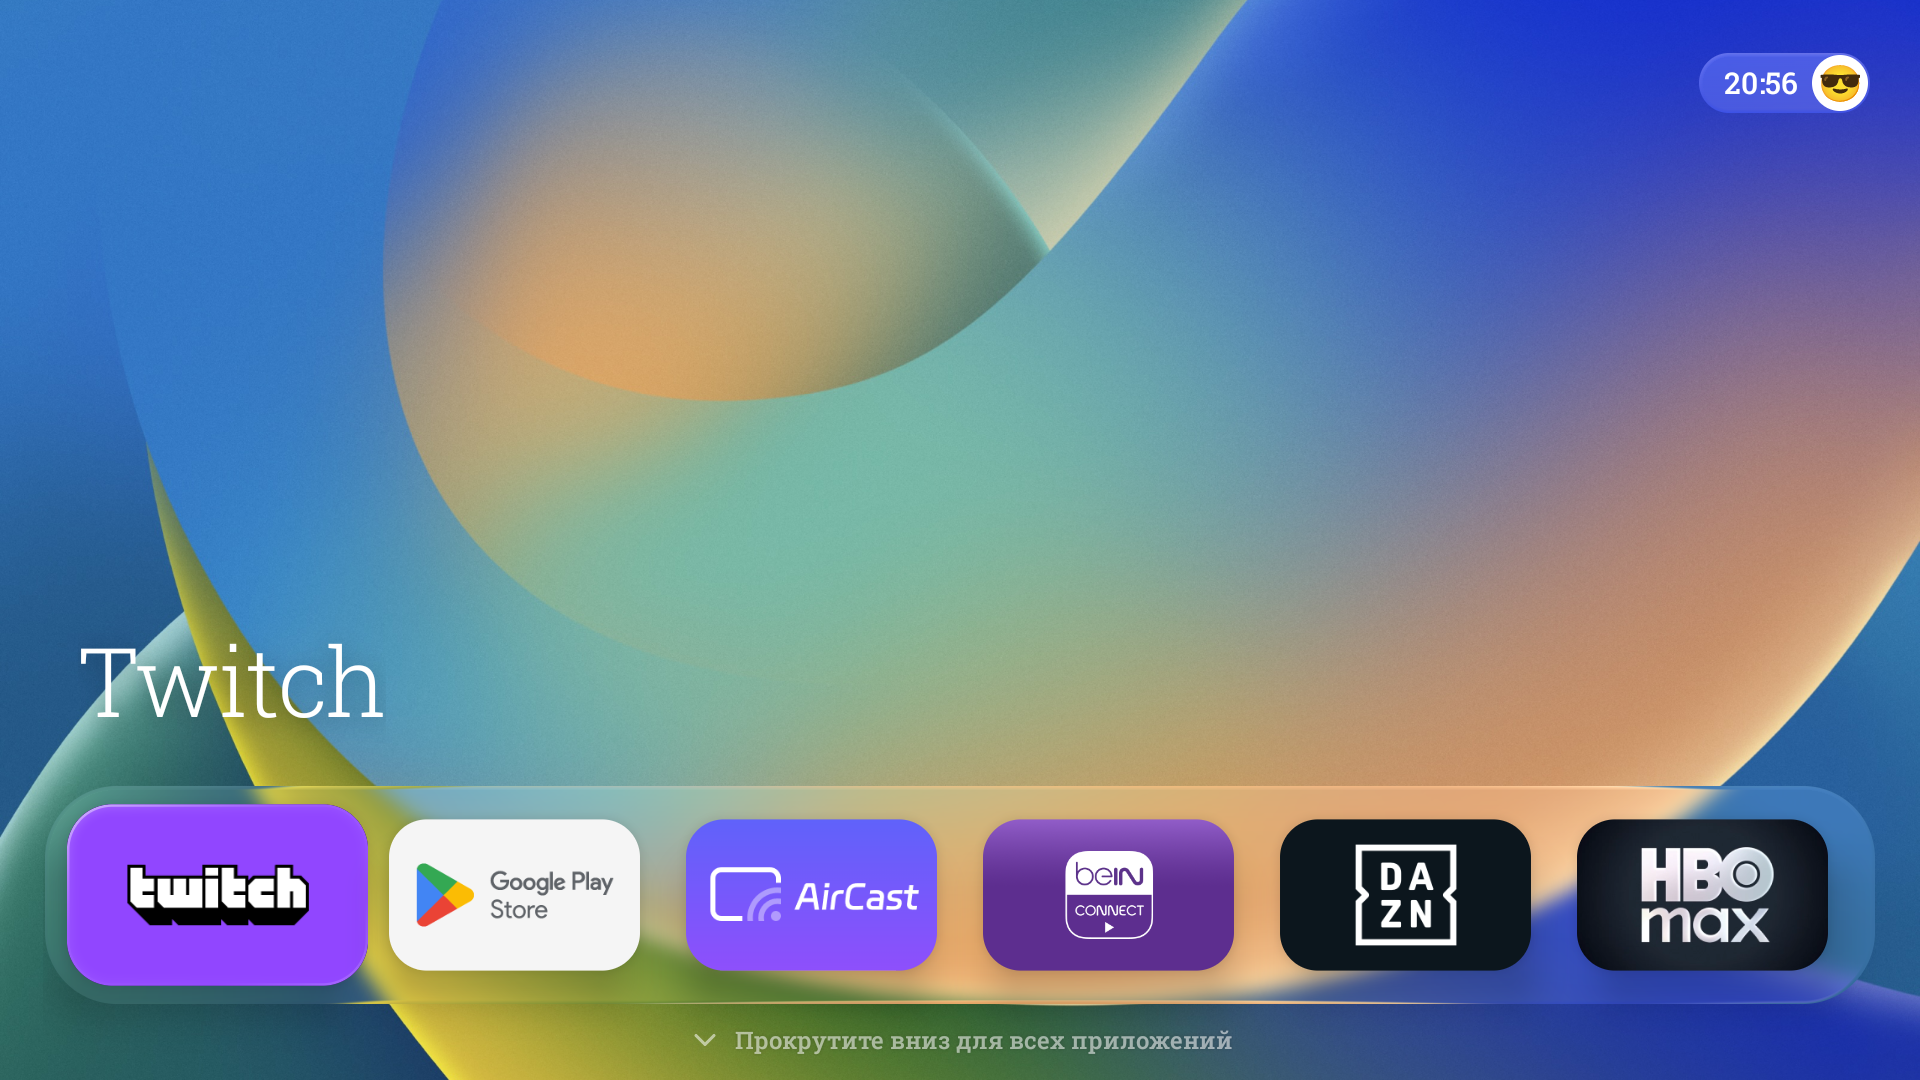 20:56
Twitch
twitch
Google Play
Store
AirCast
beIN
CONNECT
DA
ZN
HBO
max
Прокрутите вниз для всех приложений